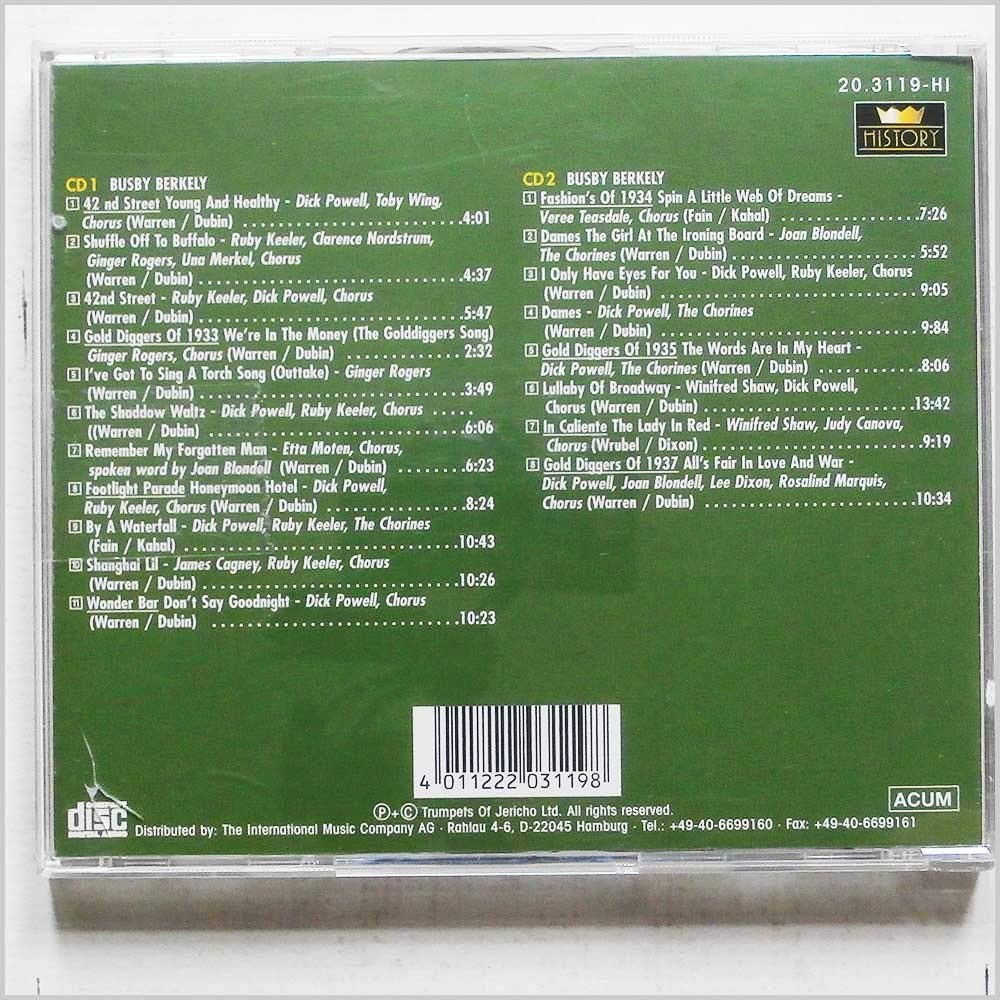 20.3119-HI
HISTORY
CD 1 BUSBY BERKELY
1 42 nd Street Young And Healthy - Dick Powell, Toby Wing,
Chorus (Warren / Dubin) ............................4:01
2 Shuffle Off To Buffalo - Ruby Keeler, Clarence Nordstrum,
Ginger Rogers, Una Merkel, Chorus
(Warren / Dubin) ....................................4:37
3 42nd Street - Ruby Keeler, Dick Powell, Chorus
(Warren / Dubin) ....................................5:47
4 Gold Diggers Of 1933 We're In The Money (The Golddiggers Song)
Ginger Rogers, Chorus (Warren / Dubin) ............2:32
5 I've Got To Sing A Torch Song (Outtake) - Ginger Rogers
(Warren / Dubin) ....................................3:49
6 The Shaddow Waltz - Dick Powell, Ruby Keeler, Chorus ......
((Warren / Dubin) ...................................6:06
7 Remember My Forgotten Man - Etta Moten, Chorus,
spoken word by Joan Blondell (Warren / Dubin) ........6:23
8 Footlight Parade Honeymoon Hotel - Dick Powell,
Ruby Keeler, Chorus (Warren / Dubin) ................8:24
9 By A Waterfall - Dick Powell, Ruby Keeler, The Chorines
(Fain / Kahal) ....................................10:43
10 Shanghai Lil - James Cagney, Ruby Keeler, Chorus
(Warren / Dubin) ..................................10:26
11 Wonder Bar Don't Say Goodnight - Dick Powell, Chorus
(Warren / Dubin) ..................................10:23
CD 2 BUSBY BERKELY
1 Fashion's Of 1934 Spin A Little Web Of Dreams -
Veree Teasdale, Chorus (Fain / Kahal) ................7:26
2 Dames The Girl At The Ironing Board - Joan Blondell,
The Chorines (Warren / Dubin) ......................5:52
3 I Only Have Eyes For You - Dick Powell, Ruby Keeler, Chorus
(Warren / Dubin) ....................................9:05
4 Dames - Dick Powell, The Chorines
(Warren / Dubin) ....................................9:84
5 Gold Diggers Of 1935 The Words Are In My Heart -
Dick Powell, The Chorines (Warren / Dubin) ..........8:06
6 Lullaby Of Broadway - Winifred Shaw, Dick Powell,
Chorus (Warren / Dubin) ..........................13:42
7 In Caliente The Lady In Red - Winifred Shaw, Judy Canova,
Chorus (Wrubel / Dixon) ............................9:19
8 Gold Diggers Of 1937 All's Fair In Love And War -
Dick Powell, Joan Blondell, Lee Dixon, Rosalind Marquis,
Chorus (Warren / Dubin) ..........................10:34
4 011222 031198
ACUM
disc
℗+© Trumpets Of Jericho Ltd. All rights reserved.
Distributed by: The International Music Company AG · Rahlau 4-6, D-22045 Hamburg · Tel.: +49-40-6699160 · Fax: +49-40-6699161